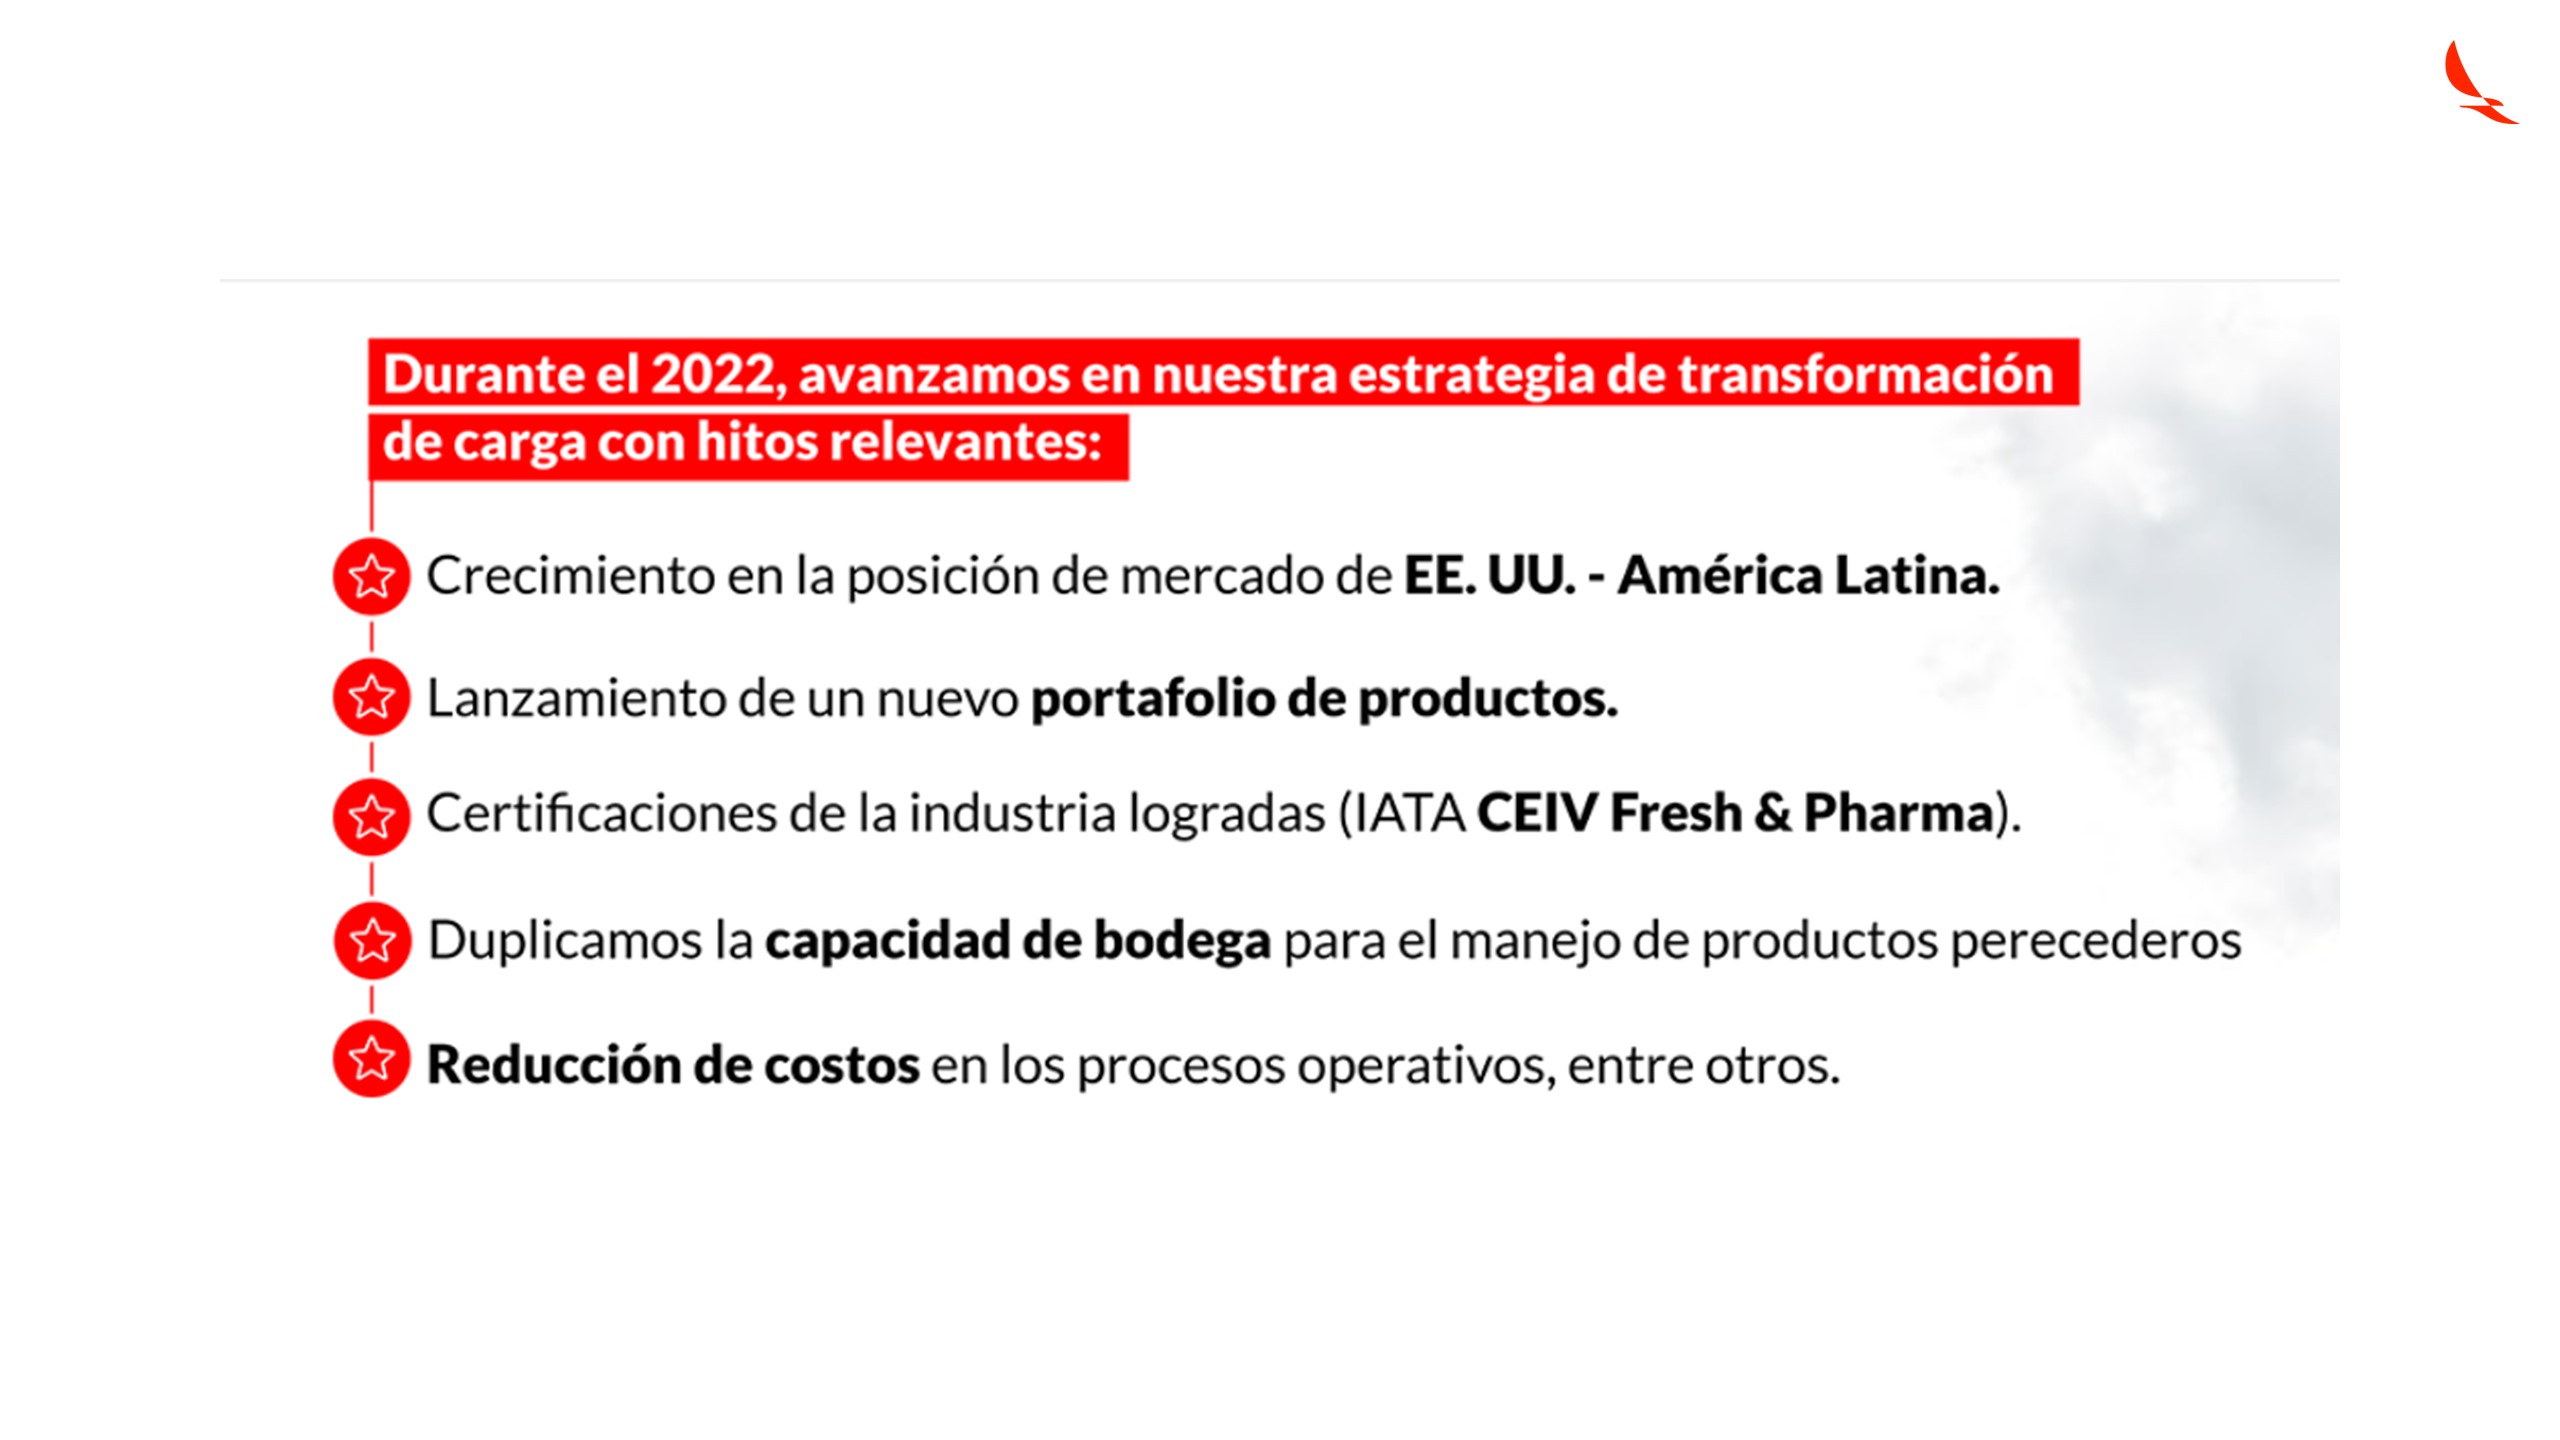 Durante el 2022, avanzamos en nuestra estrategia de transformación
de carga con hitos relevantes:
Crecimiento en la posición de mercado de EE. UU. - América Latina.
Lanzamiento de un nuevo portafolio de productos.
Certificaciones de la industria logradas (IATA CEIV Fresh & Pharma).
Duplicamos la capacidad de bodega para el manejo de productos perecederos
Reducción de costos en los procesos operativos, entre otros.